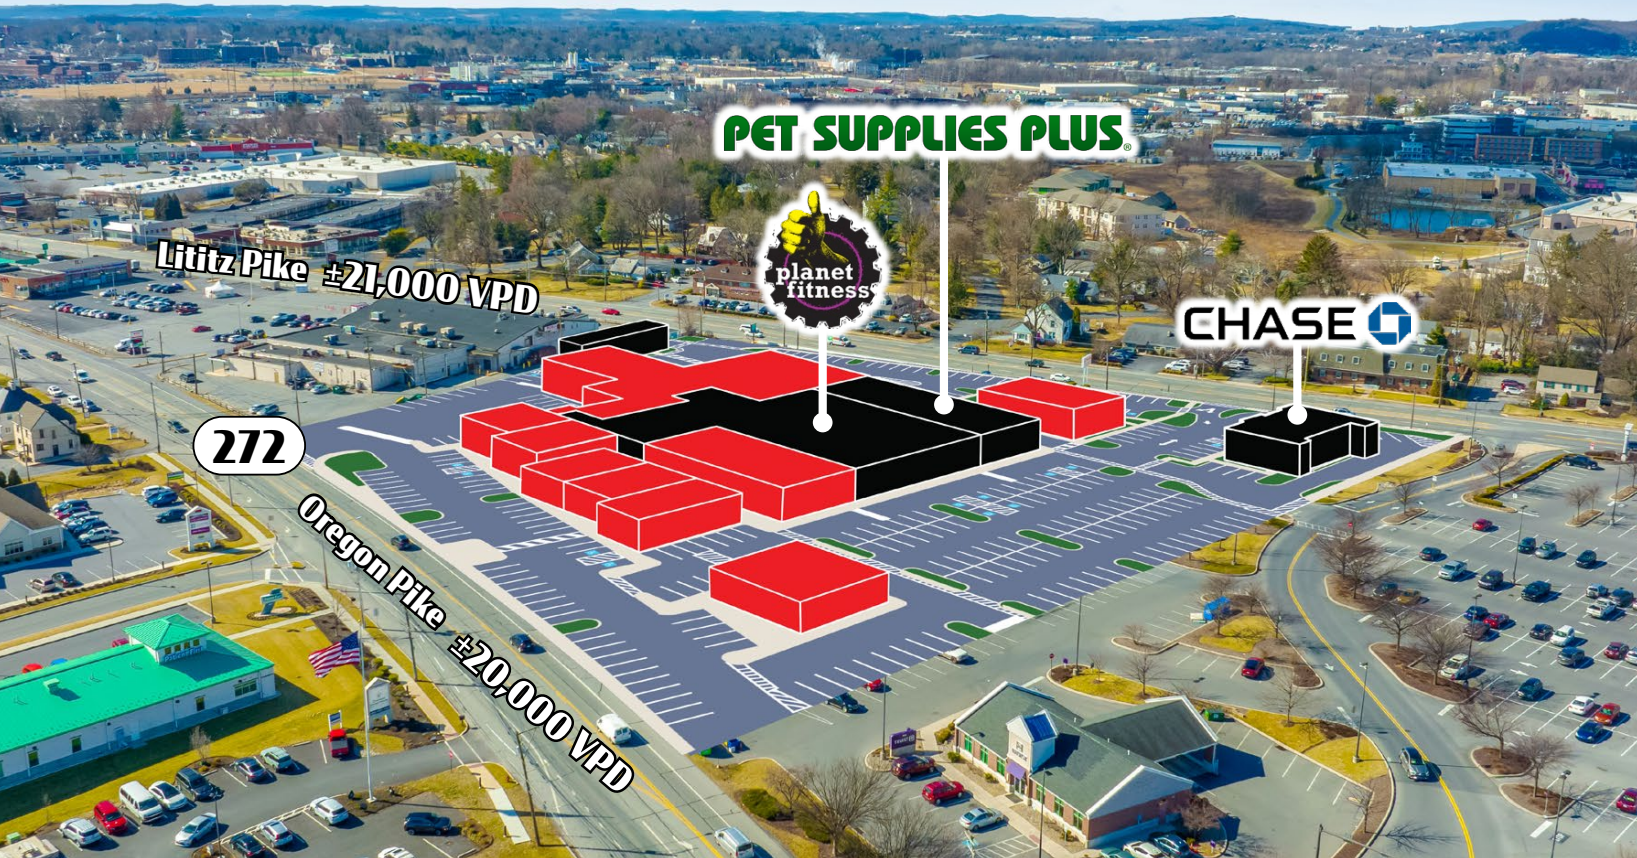 PET SUPPLIES PLUS®
planet
fitness
CHASE
Lititz Pike ±21,000 VPD
272
Oregon Pike ±20,000 VPD